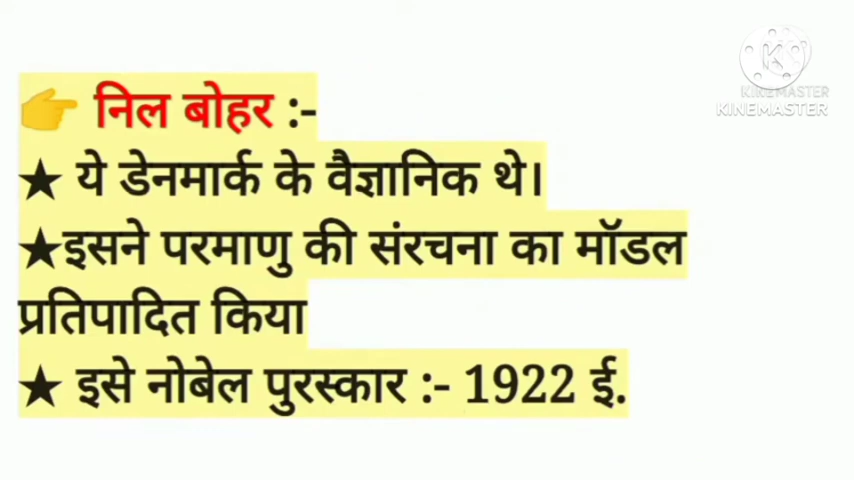 KINEMASTER
KINEMASTER
👉 निल बोहर :-
★ ये डेनमार्क के वैज्ञानिक थे।
★इसने परमाणु की संरचना का मॉडल
प्रतिपादित किया
★ इसे नोबेल पुरस्कार :- 1922 ई.